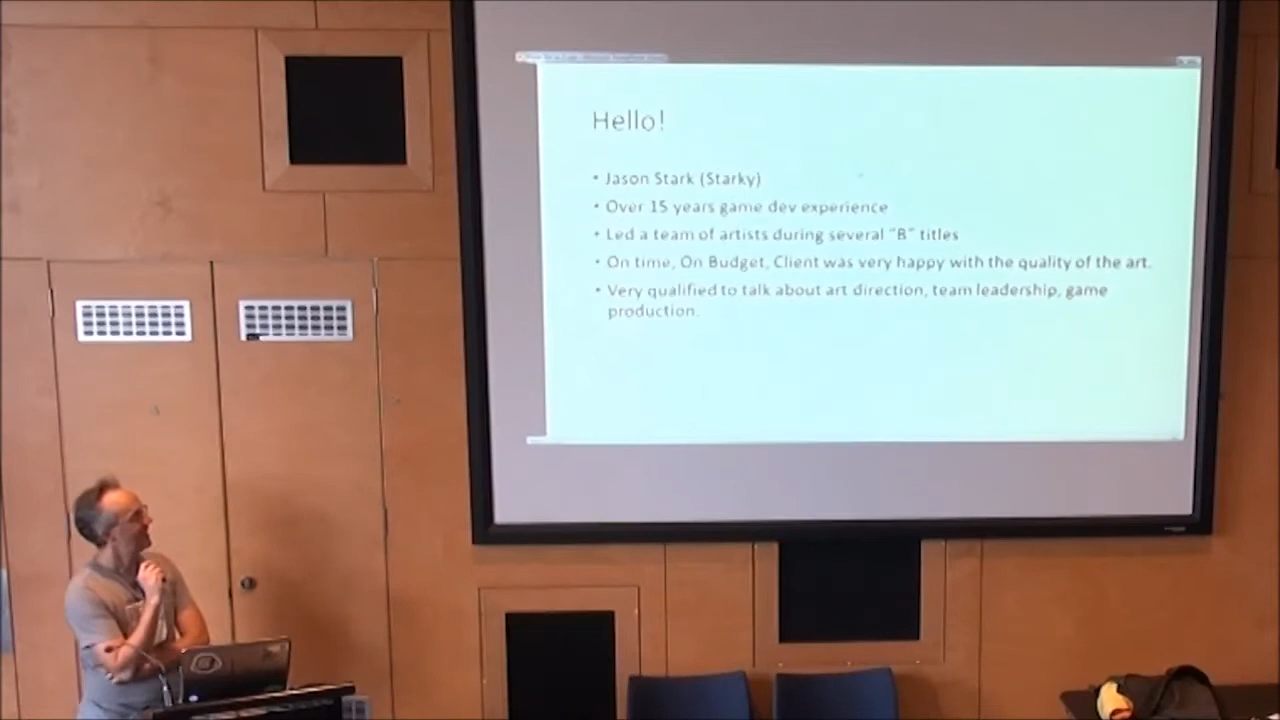 Hello!
• Jason Stark (Starky)
• Over 15 years game dev experience
• Led a team of artists during several "B" titles
• On time, On Budget, Client was very happy with the quality of the art.
• Very qualified to talk about art direction, team leadership, game
production.